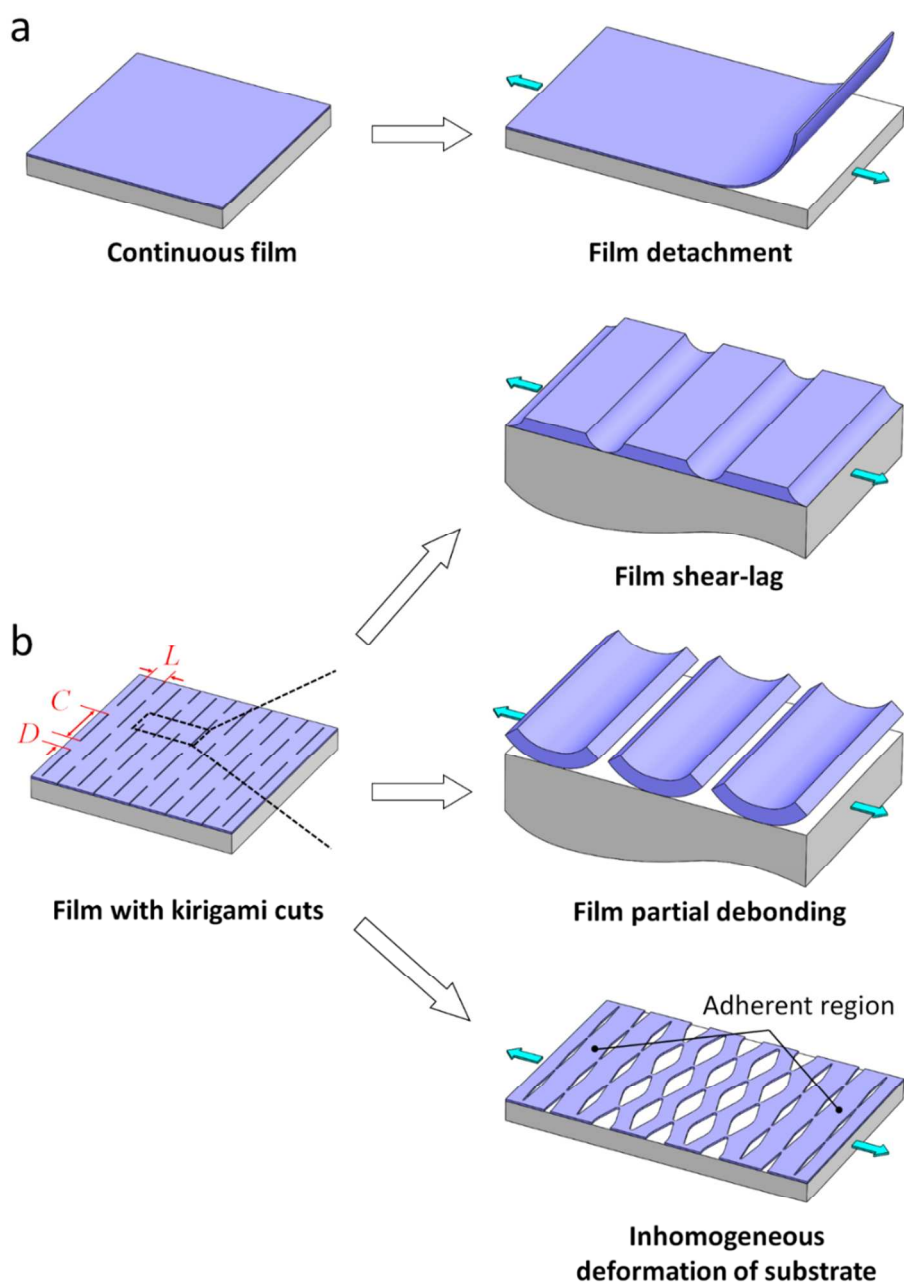 a
Continuous film
Film detachment
Film shear-lag
b
L
C
D
Film with kirigami cuts
Film partial debonding
Adherent region
Inhomogeneous
deformation of substrate